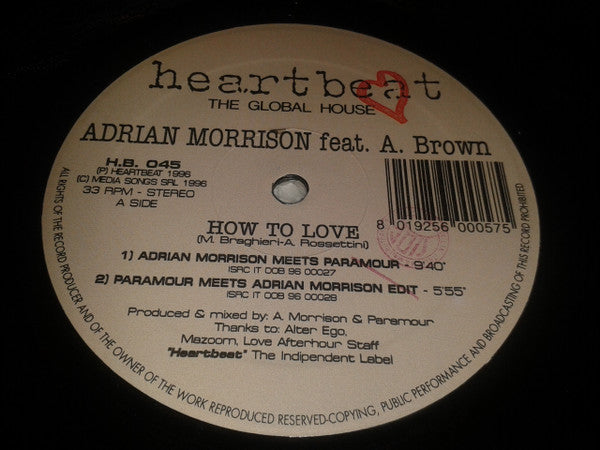 heartbeat
THE GLOBAL HOUSE
ADRIAN MORRISON feat. A. Brown
H.B. 045
(P) HEARTBEAT 1996
(C) MEDIA SONGS SRL 1996
33 RPM - STEREO
A SIDE
8 019256 000575
HOW TO LOVE
(M. Braghieri-A. Rossettini)
1) ADRIAN MORRISON MEETS PARAMOUR - 9'40"
ISRC IT 008 96 00027
2) PARAMOUR MEETS ADRIAN MORRISON EDIT - 5'55"
ISRC IT 008 96 00028
Produced & mixed by: A. Morrison & Paramour
Thanks to: Alter Ego,
Mazoom, Love Afterhour Staff
"Heartbeat" The Indipendent Label
ALL RIGHTS OF THE RECORD PRODUCER AND OF THE OWNER OF THE WORK REPRODUCED RESERVED-COPYING, PUBLIC PERFORMANCE AND BROADCASTING OF THIS RECORD PROHIBITED